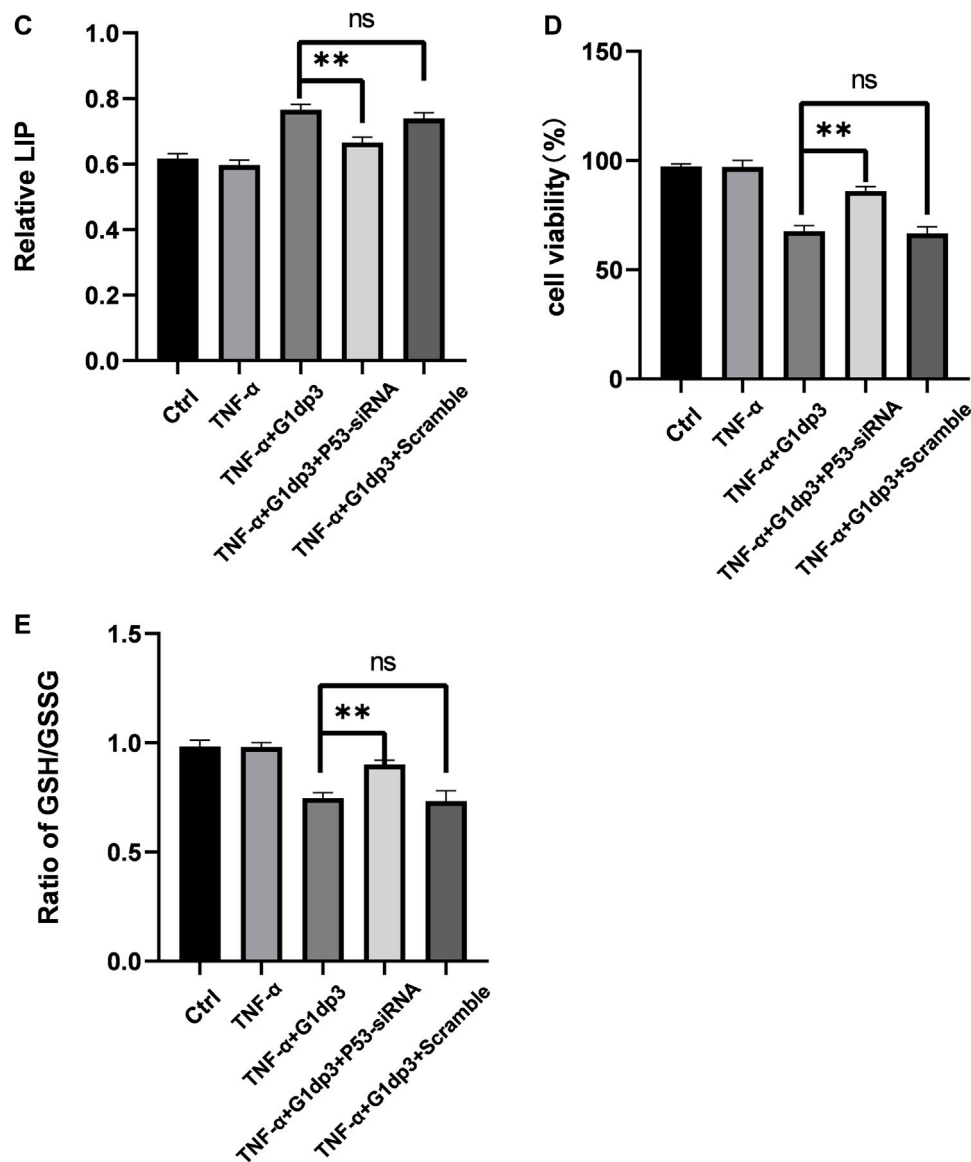 C
ns
**
1.0
0.8
0.6
0.4
0.2
0.0
Relative LIP
Ctrl
TNF-α
TNF-α+G1dp3
TNF-α+G1dp3+P53-siRNA
TNF-α+G1dp3+Scramble
D
ns
**
150
100
50
0
cell viability(%)
Ctrl
TNF-α
TNF-α+G1dp3
TNF-α+G1dp3+P53-siRNA
TNF-α+G1dp3+Scramble
E
ns
**
1.5
1.0
0.5
0.0
Ratio of GSH/GSSG
Ctrl
TNF-α
TNF-α+G1dp3
TNF-α+G1dp3+P53-siRNA
TNF-α+G1dp3+Scramble